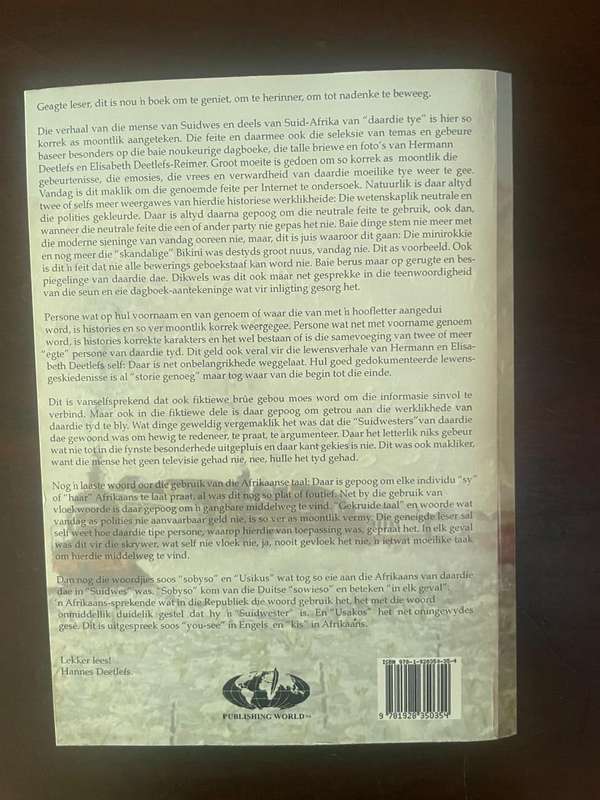 Geagte leser, dit is nou 'n boek om te geniet, om te herinner, om tot nadenke te beweeg.
Die verhaal van die mense van Suidwes en deels van Suid-Afrika van "daardie tye" is hier so
korrek as moontlik aangeteken. Die feite en daarmee ook die seleksie van temas en gebeure
baseer besonders op die baie noukeurige dagboeke, die talle briewe en foto's van Hermann
Deetlefs en Elisabeth Deetlefs-Reimer. Groot moeite is gedoen om so korrek as moontlik die
gebeurtenisse, die emosies, die vrees en verwardheid van daardie moeilike tye weer te gee.
Vandag is dit maklik om die genoemde feite per Internet te ondersoek. Natuurlik is daar altyd
twee of selfs meer weergawes van hierdie historiese werklikheid: Die wetenskaplik neutrale en
die polities gekleurde. Daar is altyd daarna gepoog om die neutrale feite te gebruik, ook dan,
wanneer die neutrale feite die een of ander party nie gepas het nie. Baie dinge stem nie meer met
die moderne sieninge van vandag ooreen nie, maar, dit is juis waaroor dit gaan: Die minirokkie
en nog meer die "skandalige" Bikini was destyds groot nuus, vandag nie. Dit as voorbeeld. Ook
is dit 'n feit dat nie alle bewerings geboekstaaf kan word nie. Baie berus maar op gerugte en bes-
piegelinge van daardie dae. Dikwels was dit ook maar net gesprekke in die teenwoordigheid
van die seun en eie dagboek-aantekeninge wat vir inligting gesorg het.
Persone wat op hul voornaam en van genoem of waar die van met 'n hoofletter aangedui
word, is histories en so ver moontlik korrek weergegee. Persone wat net met voorname genoem
word, is histories korrekte karakters en het wel bestaan of is die samevoeging van twee of meer
"egte" persone van daardie tyd. Dit geld ook veral vir die lewensverhale van Hermann en Elisa-
beth Deetlefs self: Daar is net onbelangrikhede weggelaat. Hul goed gedokumenteerde lewens-
geskiedenisse is al "storie genoeg" maar tog waar van die begin tot die einde.
Dit is vanselfsprekend dat ook fiktiewe brûe gebou moes word om die informasie sinvol te
verbind. Maar ook in die fiktiewe dele is daar gepoog om getrou aan die werklikhede van
daardie tyd te bly. Wat dinge geweldig vergemaklik het was dat die "Suidwesters"van daardie
dae gewoond was om hewig te redeneer, te praat, te argumenteer. Daar het letterlik niks gebeur
wat nie tot in die fynste besonderhede uitgepluis en daar kant gekies is nie. Dit was ook makliker,
want die mense het geen televisie gehad nie, nee, hulle het tyd gehad.
Nog 'n laaste woord oor die gebruik van die Afrikaanse taal: Daar is gepoog om elke individu "sy"
of "haar" Afrikaans te laat praat, al was dit nog so plat of foutief. Net by die gebruik van
vloekwoorde is daar gepoog om 'n gangbare middelweg te vind. "Gekruide taal" en woorde wat
vandag as polities nie aanvaarbaar geld nie, is so ver as moontlik vermy. Die geneigde leser sal
self weet hoe daardie tipe persone, waarop hierdie van toepassing was, gepraat het. In elk geval
was dit vir die skrywer, wat self nie vloek nie, ja, nooit gevloek het nie, 'n ietwat moeilike taak
om hierdie middelweg te vind.
Dan nog die woordjies soos "sobyso" en "Usikus" wat tog so eie aan die Afrikaans van daardie
dae in "Suidwes" was. "Sobyso" kom van die Duitse "sowieso" en beteken "in elk geval".
'n Afrikaans-sprekende wat in die Republiek die woord gebruik het, het met die woord
onmiddellik duidelik gestel dat hy 'n "Suidwester" is. En "Usakos" het net oningewydes
gesê. Dit is uitgespreek soos "you-see" in Engels en "kis" in Afrikaans.
Lekker lees!
Hannes Deetlefs
PUBLISHING WORLD
ISBN 978-1-928350-35-4
9 781928 350354